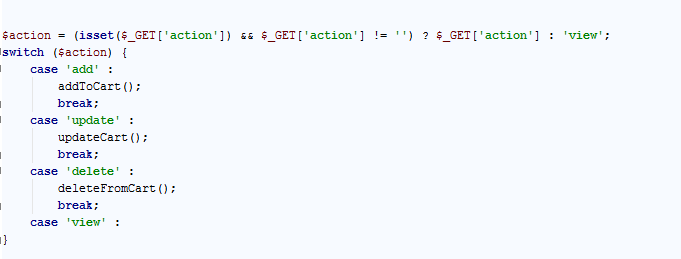 $action = (isset($_GET['action']) && $_GET['action'] != '') ? $_GET['action'] : 'view';
switch ($action) {
    case 'add' :
        addToCart();
        break;
    case 'update' :
        updateCart();
        break;
    case 'delete' :
        deleteFromCart();
        break;
    case 'view' :
}